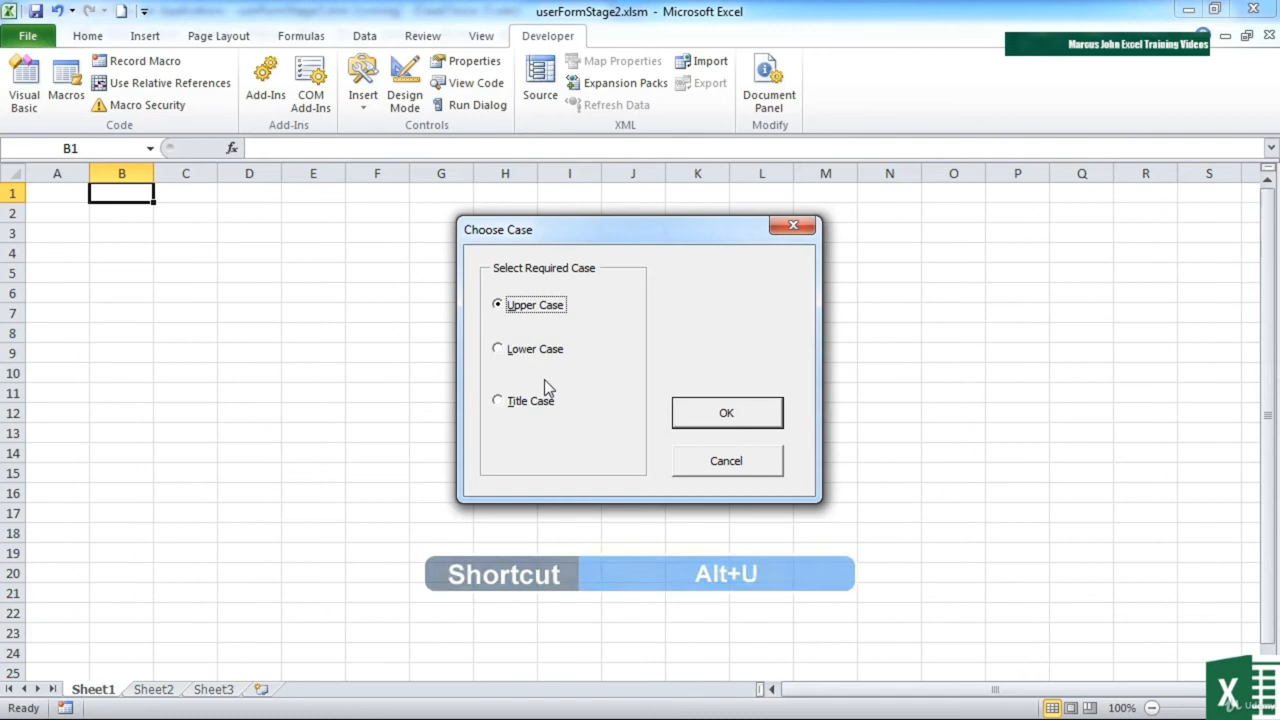 userFormStage2.xlsm - Microsoft Excel
File Home Insert Page Layout Formulas Data Review View Developer
Marcus John Excel Training Videos
Visual Basic
Macros
Record Macro
Use Relative References
Macro Security
Code
Add-Ins
COM Add-Ins
Add-Ins
Insert
Design Mode
Properties
View Code
Run Dialog
Controls
Source
Map Properties
Expansion Packs
Refresh Data
Import
Export
XML
Document Panel
Modify
B1
fx
A B C D E F G H I J K L M N O P Q R S
1
2
3
4
5
6
7
8
9
10
11
12
13
14
15
16
17
18
19
20
21
22
23
24
25
Choose Case
Select Required Case
Upper Case
Lower Case
Title Case
OK
Cancel
Shortcut Alt+U
Sheet1 Sheet2 Sheet3
Ready
100%
X
Udemy